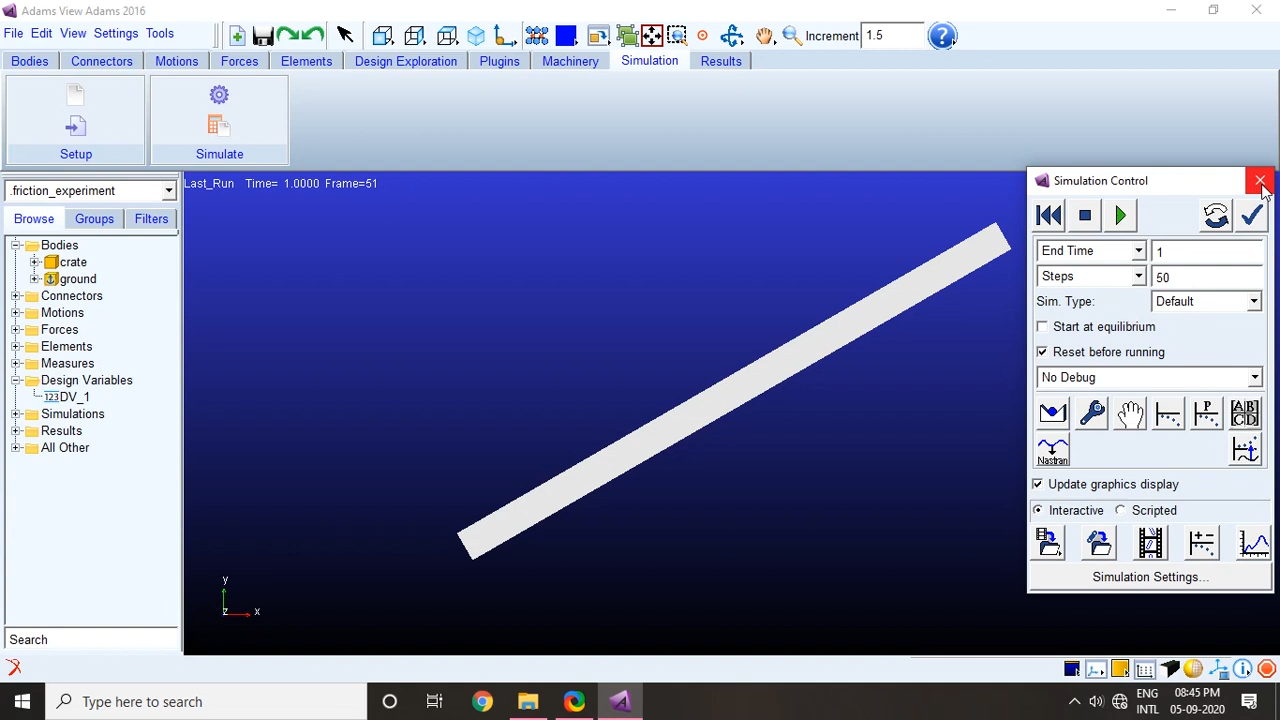 Adams View Adams 2016
File Edit View Settings Tools
Increment 1.5 ?
Bodies Connectors Motions Forces Elements Design Exploration Plugins Machinery Simulation Results
Setup Simulate
.friction_experiment
Browse Groups Filters
Bodies
crate
ground
Connectors
Motions
Forces
Elements
Measures
Design Variables
123 DV_1
Simulations
Results
All Other
Search
Last_Run Time= 1.0000 Frame=51
y
z x
Simulation Control
End Time 1
Steps 50
Sim. Type: Default
Start at equilibrium
Reset before running
No Debug
P
A B C D
Nastran
Update graphics display
Interactive Scripted
Simulation Settings...
Type here to search
ENG
INTL
08:45 PM
05-09-2020